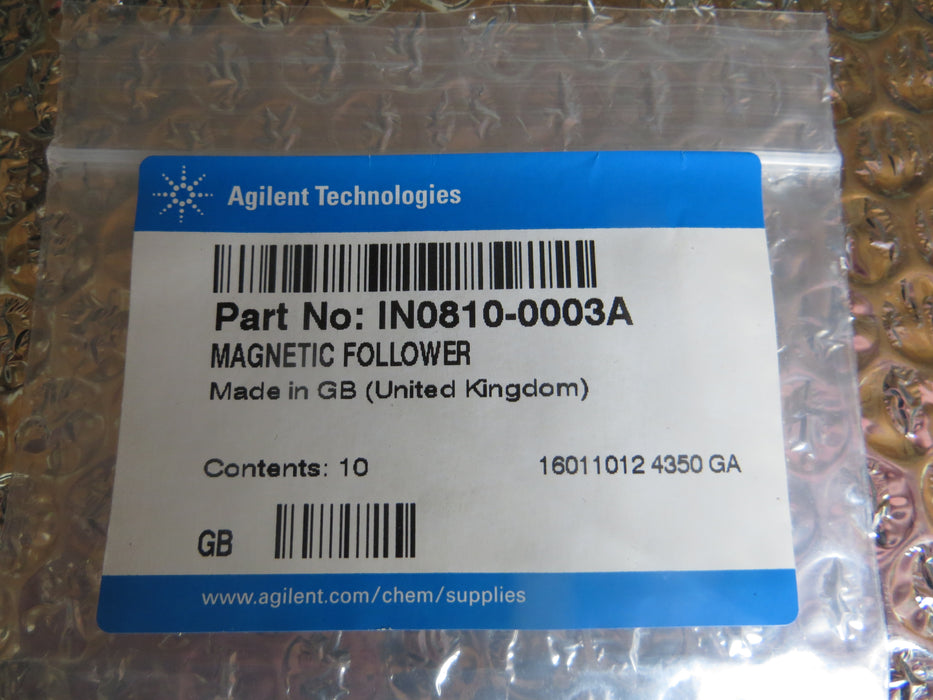 Agilent Technologies
Part No: IN0810-0003A
MAGNETIC FOLLOWER
Made in GB (United Kingdom)
Contents: 10
16011012 4350 GA
GB
www.agilent.com/chem/supplies